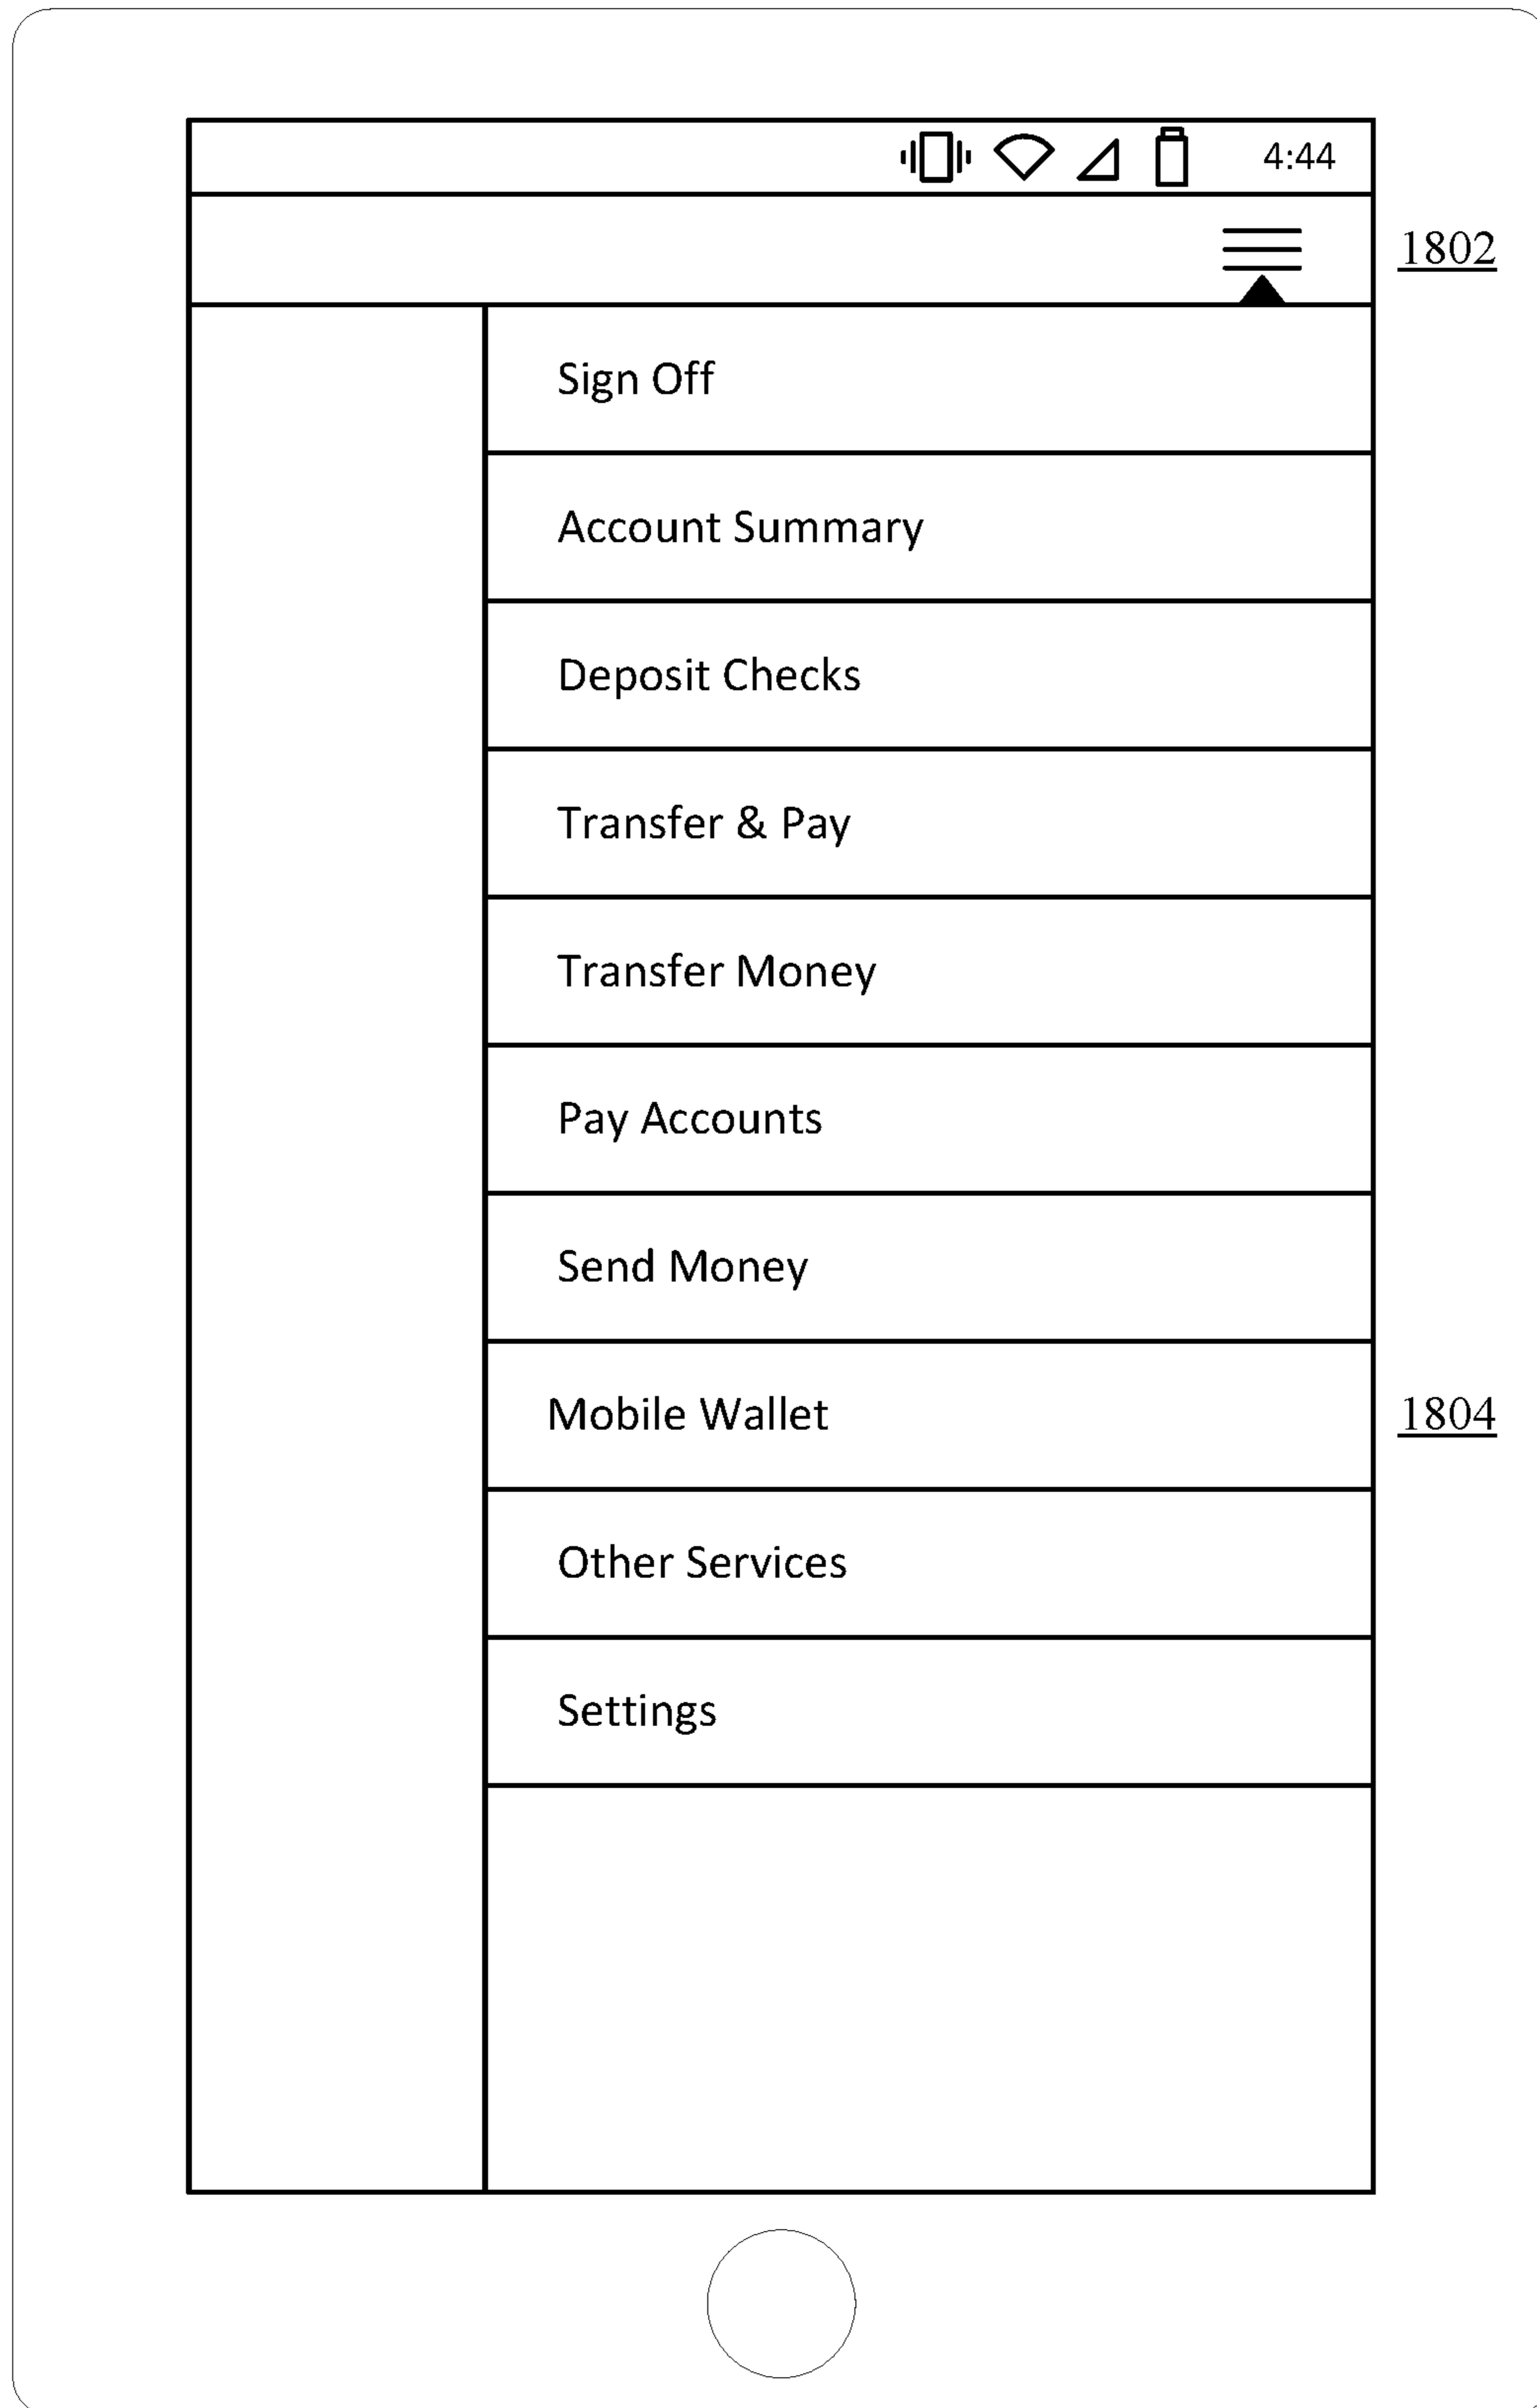 4:44
1802
Sign Off
Account Summary
Deposit Checks
Transfer & Pay
Transfer Money
Pay Accounts
Send Money
Mobile Wallet
1804
Other Services
Settings